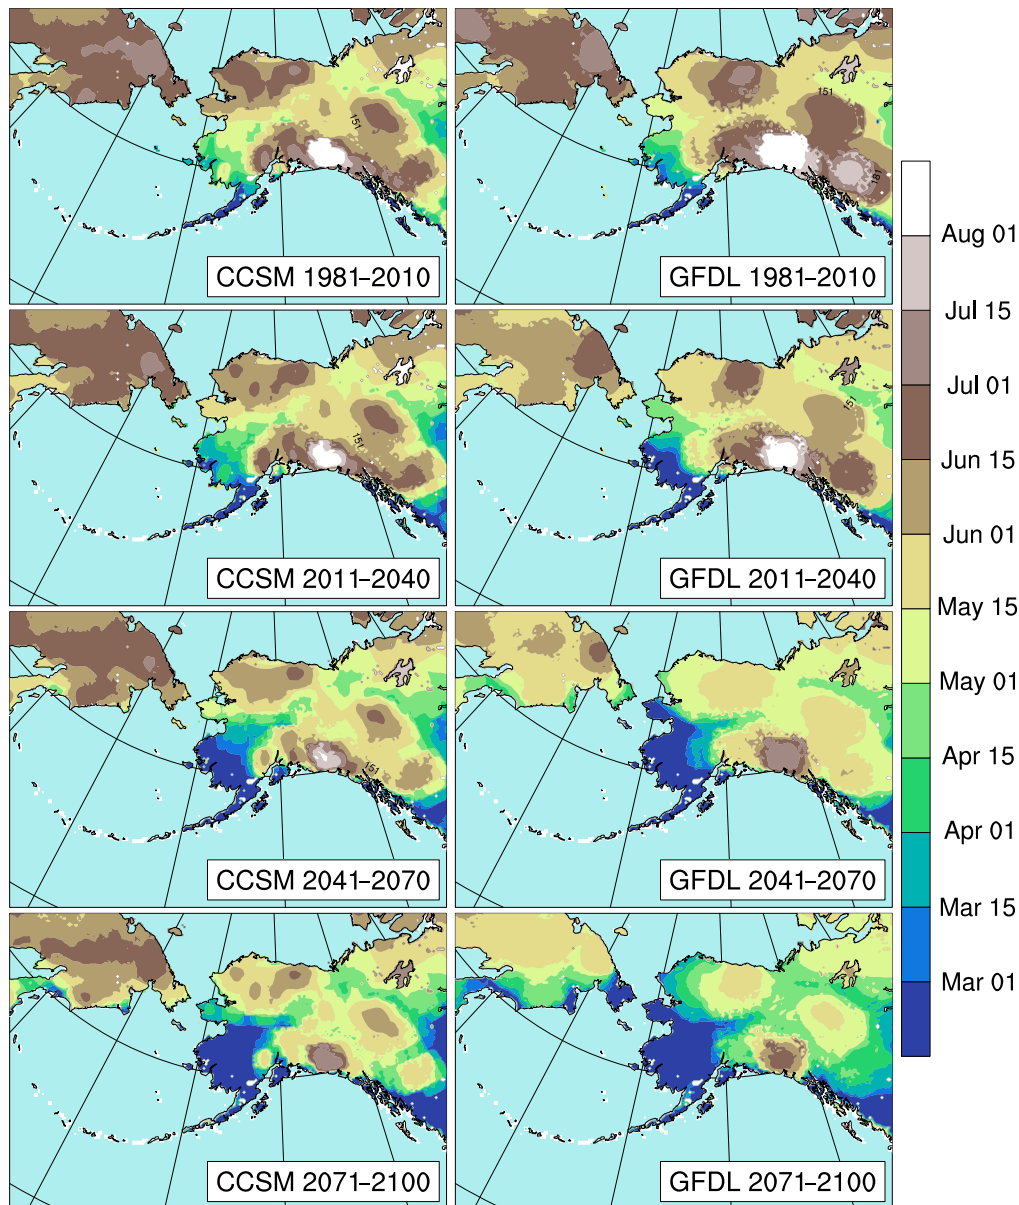 151
CCSM 1981–2010
151
181
GFDL 1981–2010
151
CCSM 2011–2040
151
GFDL 2011–2040
151
CCSM 2041–2070
GFDL 2041–2070
CCSM 2071–2100
GFDL 2071–2100
Aug 01
Jul 15
Jul 01
Jun 15
Jun 01
May 15
May 01
Apr 15
Apr 01
Mar 15
Mar 01